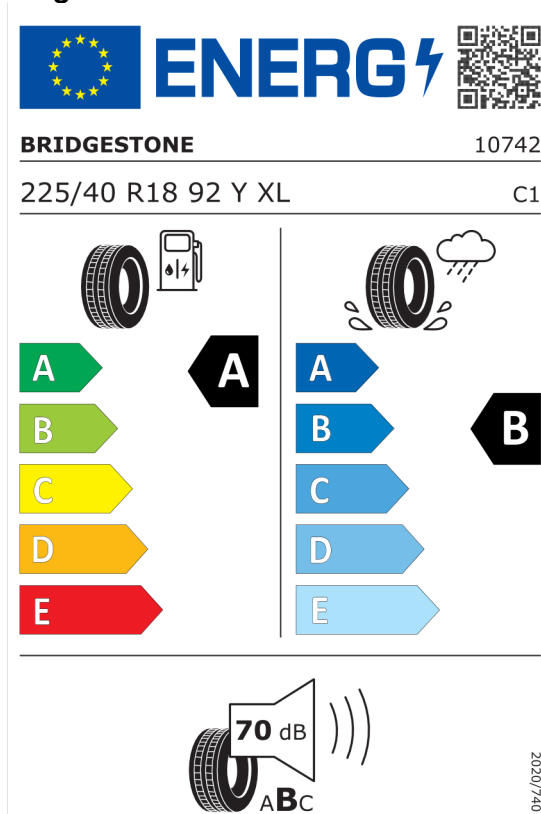 ENERG
BRIDGESTONE 10742
225/40 R18 92 Y XL C1
A A A
B B B
C C
D D
E E
70 dB
ABC
2020/740